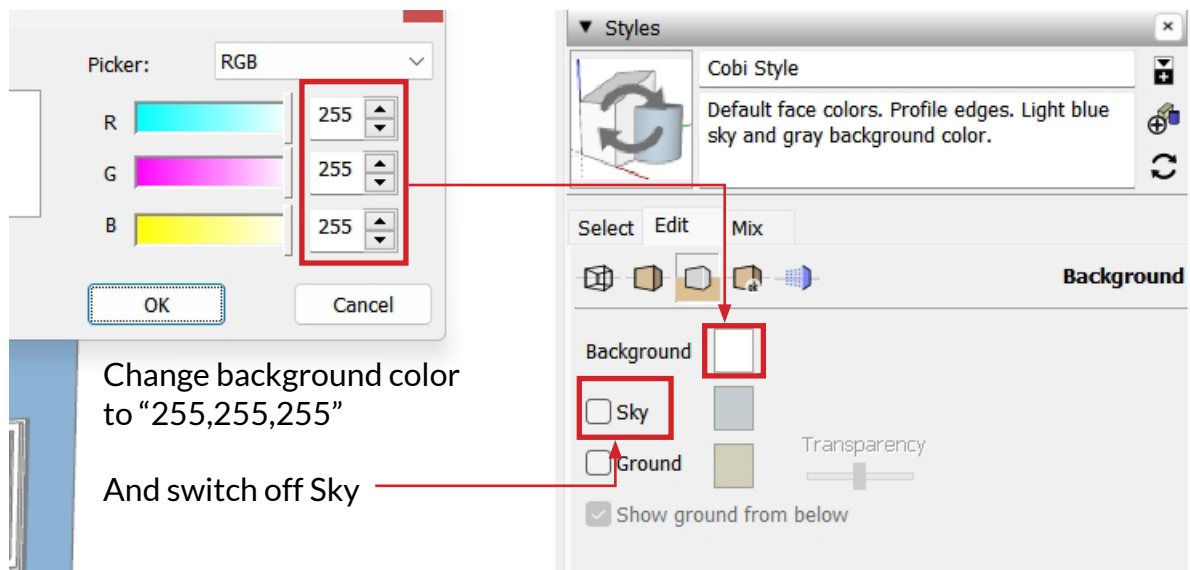 Picker:
RGB
R
255
G
255
B
255
OK
Cancel
Change background color
to “255,255,255”
And switch off Sky
Styles
Cobi Style
Default face colors. Profile edges. Light blue
sky and gray background color.
Select Edit Mix
Background
Background
Sky
Ground
Transparency
Show ground from below